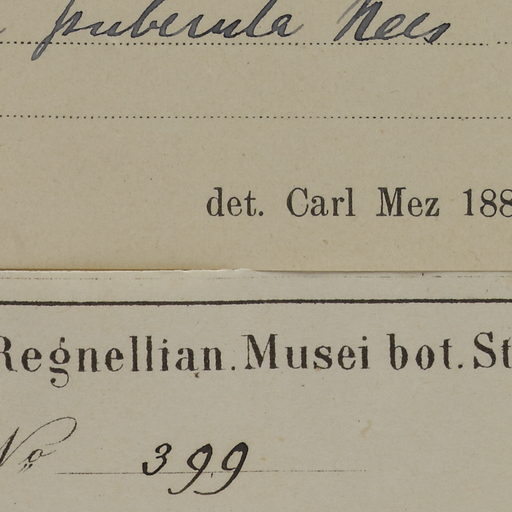 puberula Nees
det. Carl Mez 188
Regnellian. Musei bot. St
No 399